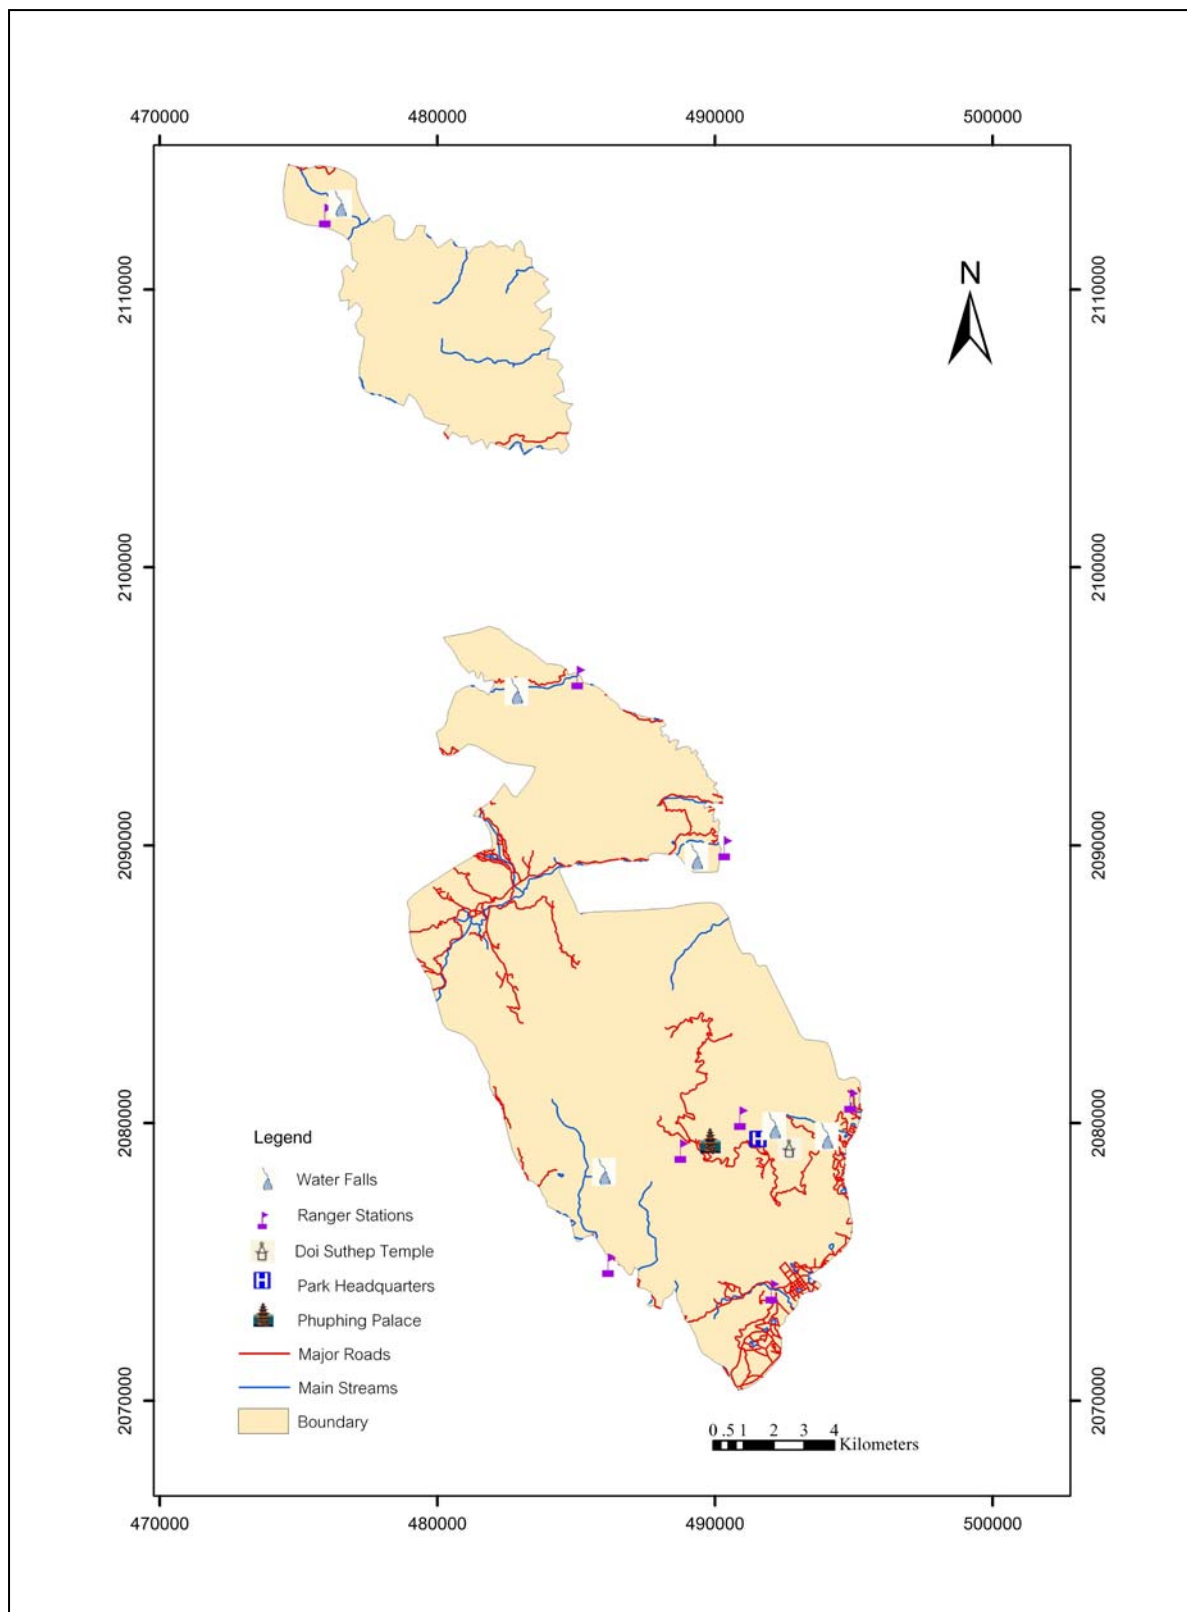 470000 480000 490000 500000
N
2110000 2110000
2100000 2100000
2090000 2090000
2080000 2080000
Legend
Water Falls
Ranger Stations
Doi Suthep Temple
H Park Headquarters
Phuphing Palace
Major Roads
Main Streams
Boundary
H
2070000 2070000
0 .5 1 2 3 4
Kilometers
470000 480000 490000 500000